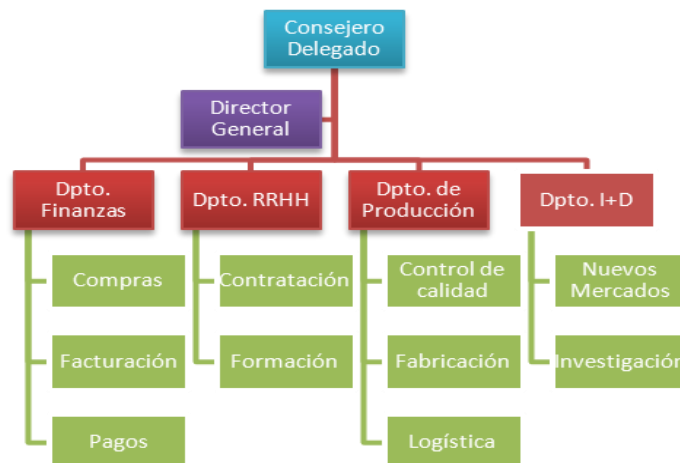 Consejero
Delegado
Director
General
Dpto.
Finanzas
Dpto. RRHH
Dpto. de
Producción
Dpto. I+D
Compras
Contratación
Control de
calidad
Nuevos
Mercados
Facturación
Formación
Fabricación
Investigación
Pagos
Logística